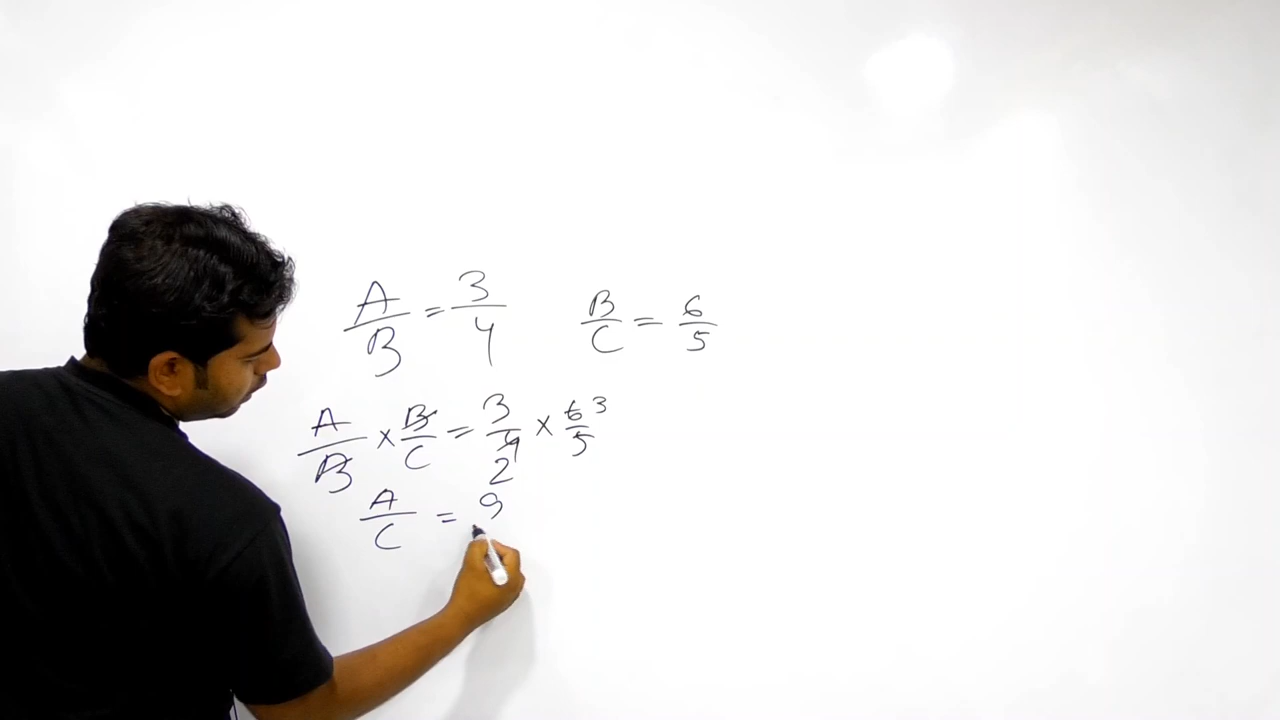 A/B = 3/4 B/C = 6/5
A/B × B/C = 3/4 2 × 6/5 3
A/C = 9